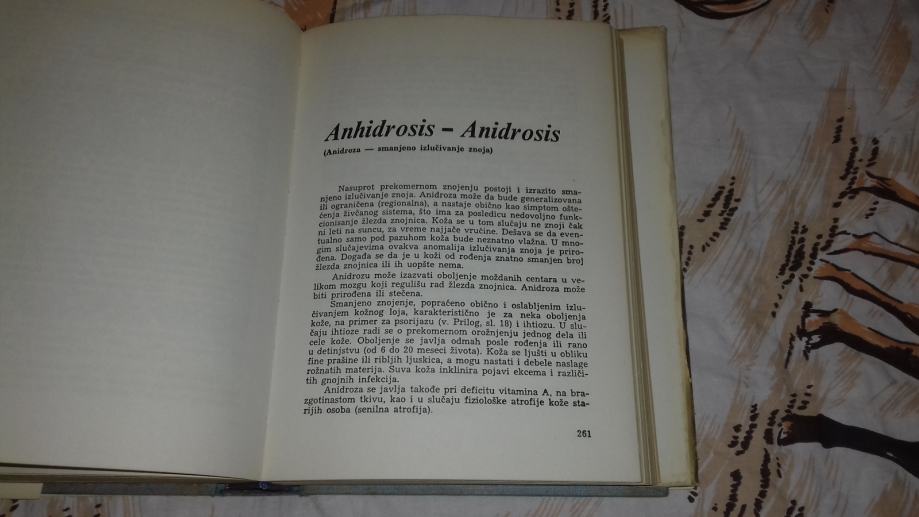 Anhidrosis – Anidrosis
(Anidroza — smanjeno izlučivanje znoja)
Nasuprot prekomernom znojenju postoji i izrazito sma-
njeno izlučivanje znoja. Anidroza može da bude generalizovana
ili ograničena (regionalna), a nastaje obično kao simptom ošte-
ćenja živčanog sistema, što ima za posledicu nedovoljno funk-
cionisanje žlezda znojnica. Koža se u tom slučaju ne znoji čak
ni leti na suncu, za vreme najjače vrućine. Dešava se da even-
tualno samo pod pazuhom koža bude neznatno vlažna. U mno-
gim slučajevima ovakva anomalija izlučivanja znoja je priro-
đena. Događa se da je u koži od rođenja znatno smanjen broj
žlezda znojnica ili ih uopšte nema.
Anidrozu može izazvati oboljenje moždanih centara u ve-
likom mozgu koji regulišu rad žlezda znojnica. Anidroza može
biti prirođena ili stečena.
Smanjeno znojenje, popraćeno obično i oslabljenim izlu-
čivanjem kožnog loja, karakteristično je za neka oboljenja
kože, na primer za psorijazu (v. Prilog, sl. 18) i ihtiozu. U slu-
čaju ihtioze radi se o prekomernom orožnjenju jednog dela ili
cele kože. Oboljenje se javlja odmah posle rođenja ili rano
u detinjstvu (od 6 do 20 meseci života). Koža se ljušti u obliku
fine prašine ili ribljih ljuskica, a mogu nastati i debele naslage
rožnatih materija. Suva koža inklinira pojavi ekcema i različi-
tih gnojnih infekcija.
Anidroza se javlja takođe pri deficitu vitamina A, na bra-
zgotinastom tkivu, kao i u slučaju fiziološke atrofije kože sta-
rijih osoba (senilna atrofija).
261